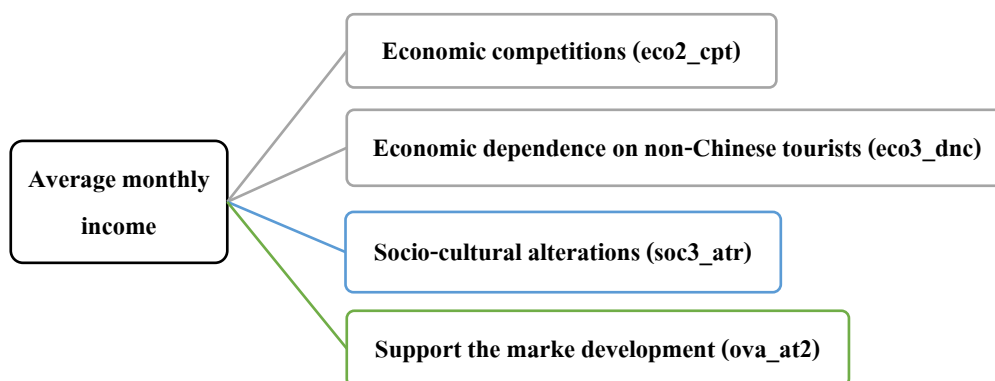 Economic competitions (eco2_cpt)
Economic dependence on non-Chinese tourists (eco3_dnc)
Average monthly
income
Socio-cultural alterations (soc3_atr)
Support the marke development (ova_at2)